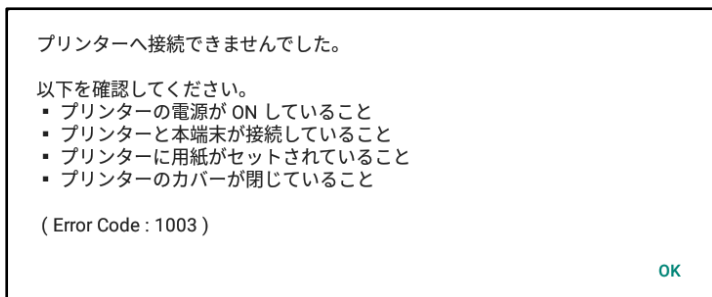 プリンターへ接続できませんでした。
以下を確認してください。
▪ プリンターの電源が ON していること
▪ プリンターと本端末が接続していること
▪ プリンターに用紙がセットされていること
▪ プリンターのカバーが閉じていること
( Error Code : 1003 )
OK